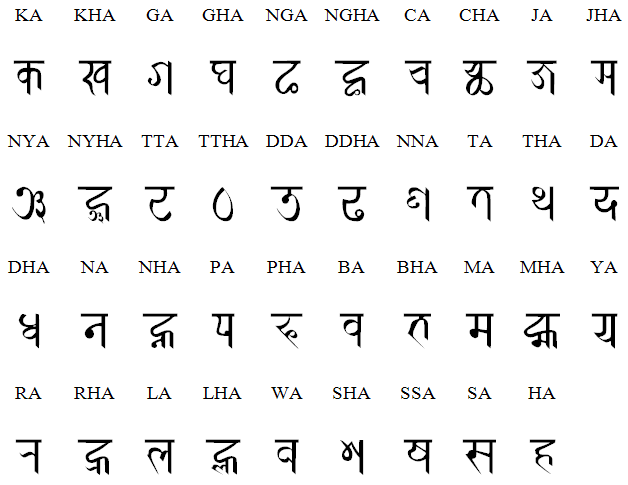 KA KHA GA GHA NGA NGHA CA CHA JA JHA
𑐎 𑐏 𑐐 𑐑 𑐒 𑐓 𑐔 𑐕 𑐖 𑐗
NYA NYHA TTA TTHA DDA DDHA NNA TA THA DA
𑐘 𑐙 𑐚 𑐛 𑐜 𑐝 𑐞 𑐟 𑐠 𑐡
DHA NA NHA PA PHA BA BHA MA MHA YA
𑐢 𑐣 𑐤 𑐥 𑐦 𑐧 𑐨 𑐩 𑐪 𑐫
RA RHA LA LHA WA SHA SSA SA HA
𑐬 𑐭 𑐮 𑐯 𑐰 𑐱 𑐲 𑐳 𑐴